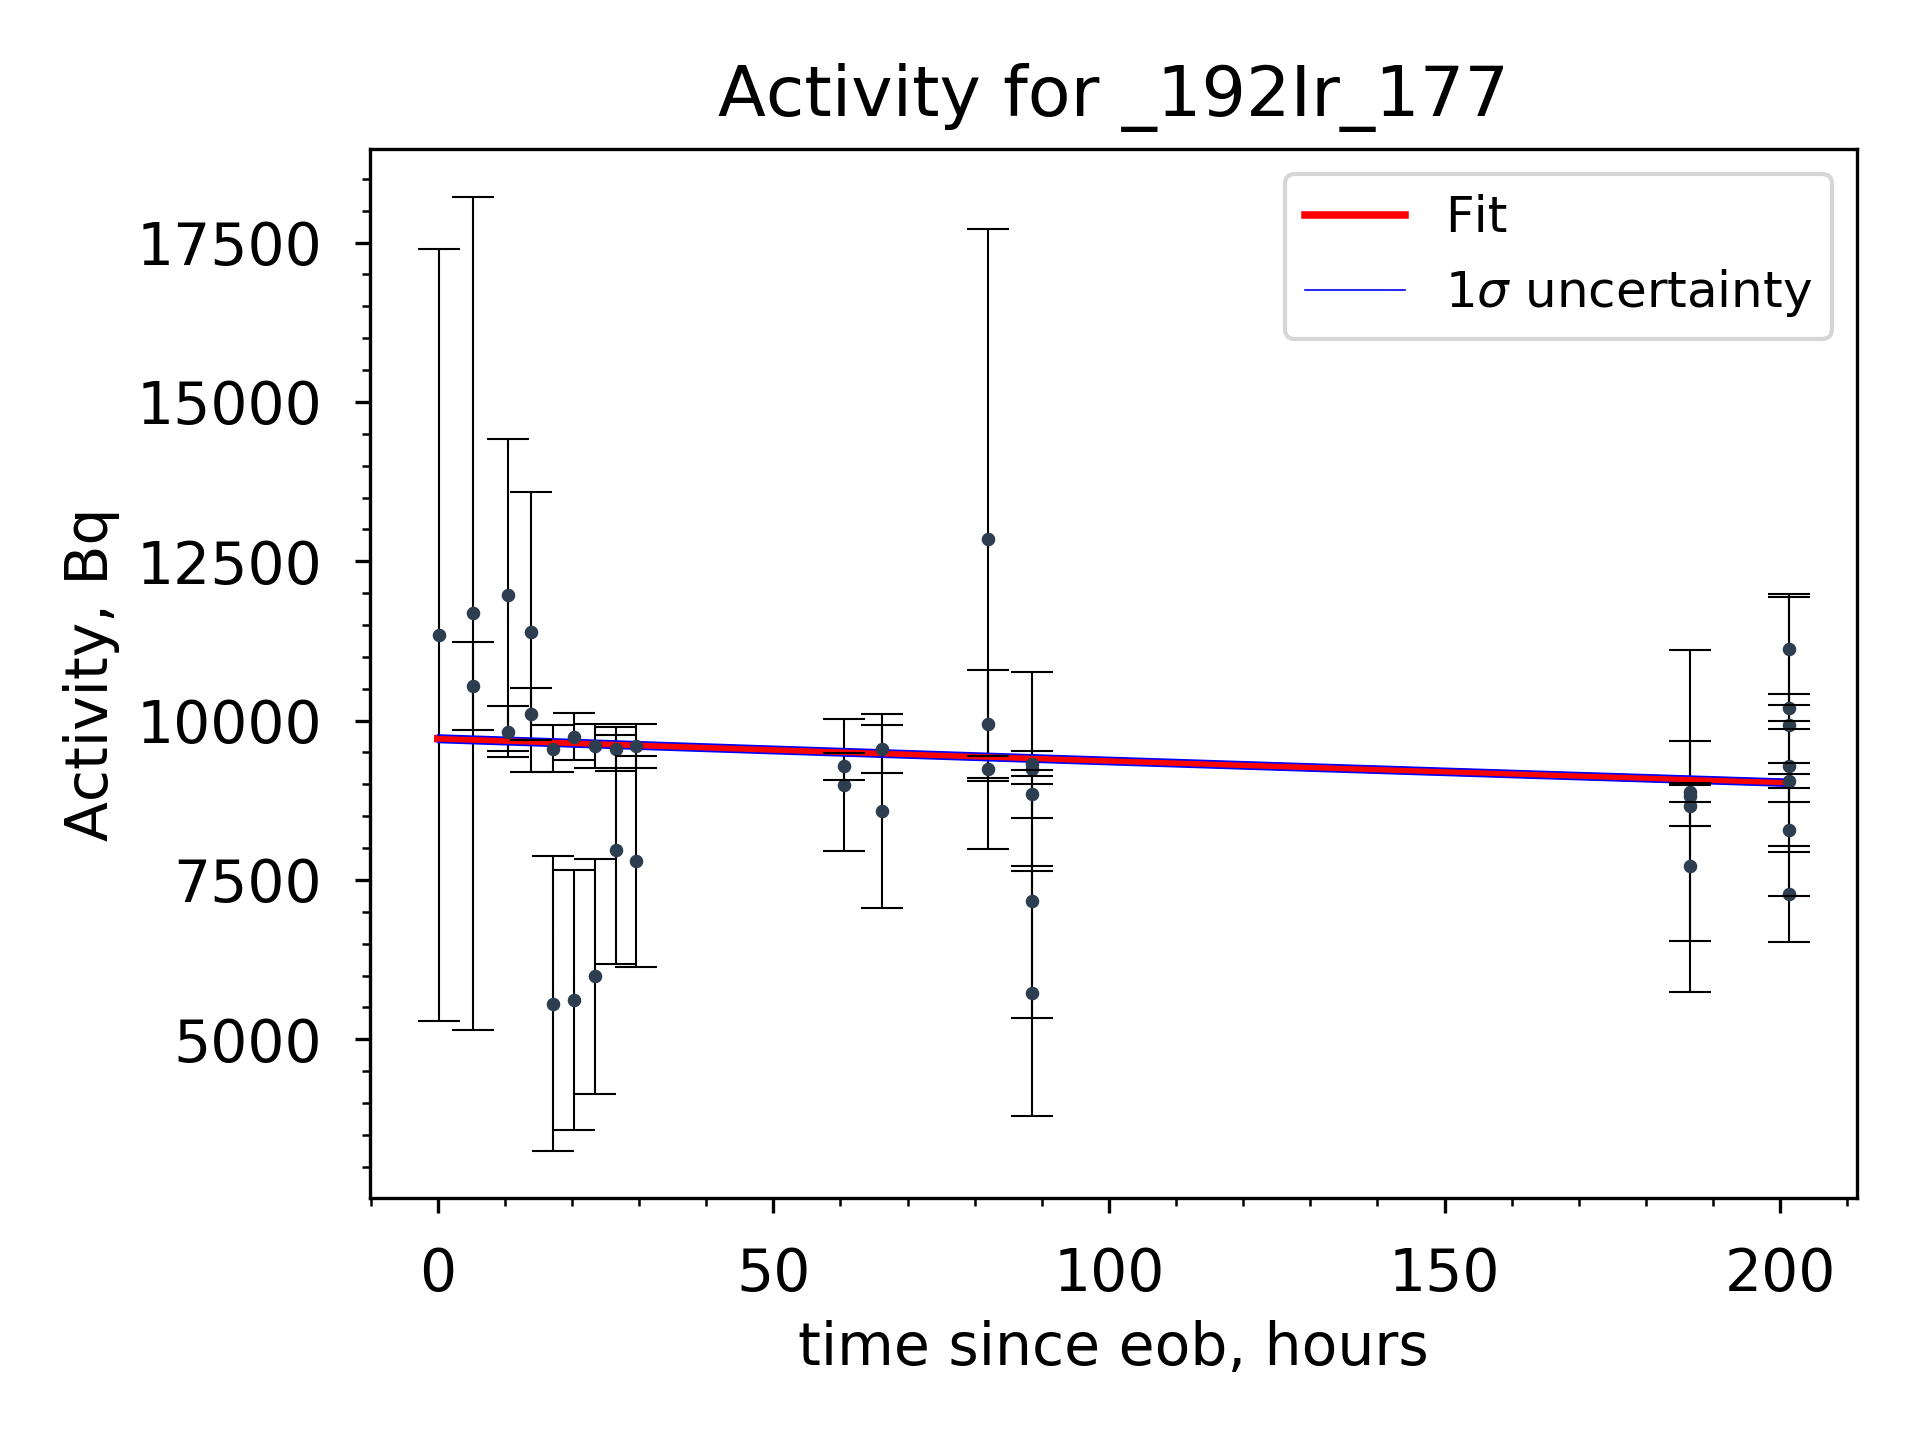 Activity for _192Ir_177
Fit
1σ uncertainty
17500
15000
12500
10000
7500
5000
Activity, Bq
0 50 100 150 200
time since eob, hours